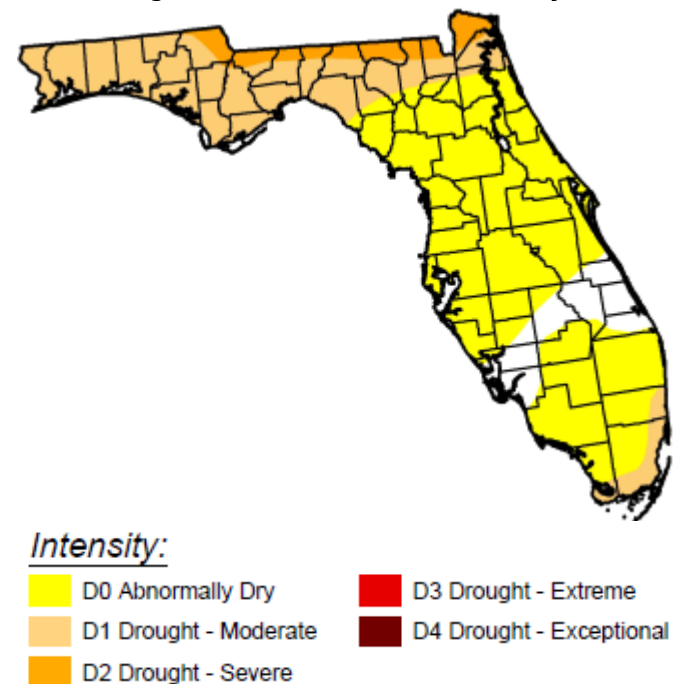 Intensity:
D0 Abnormally Dry
D1 Drought - Moderate
D2 Drought - Severe
D3 Drought - Extreme
D4 Drought - Exceptional